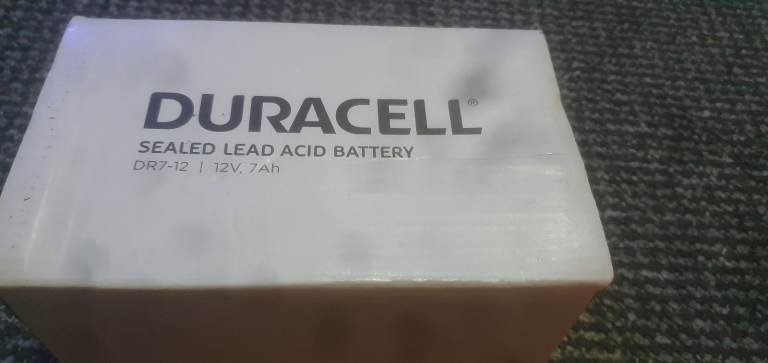 DURACELL®
SEALED LEAD ACID BATTERY
DR7-12 | 12V, 7Ah